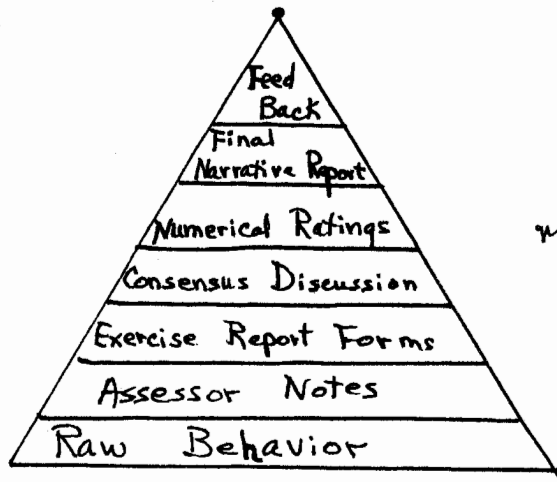 Feed
Back
Final
Narrative Report
Numerical Ratings
Consensus Discussion
Exercise Report Forms
Assessor Notes
Raw Behavior